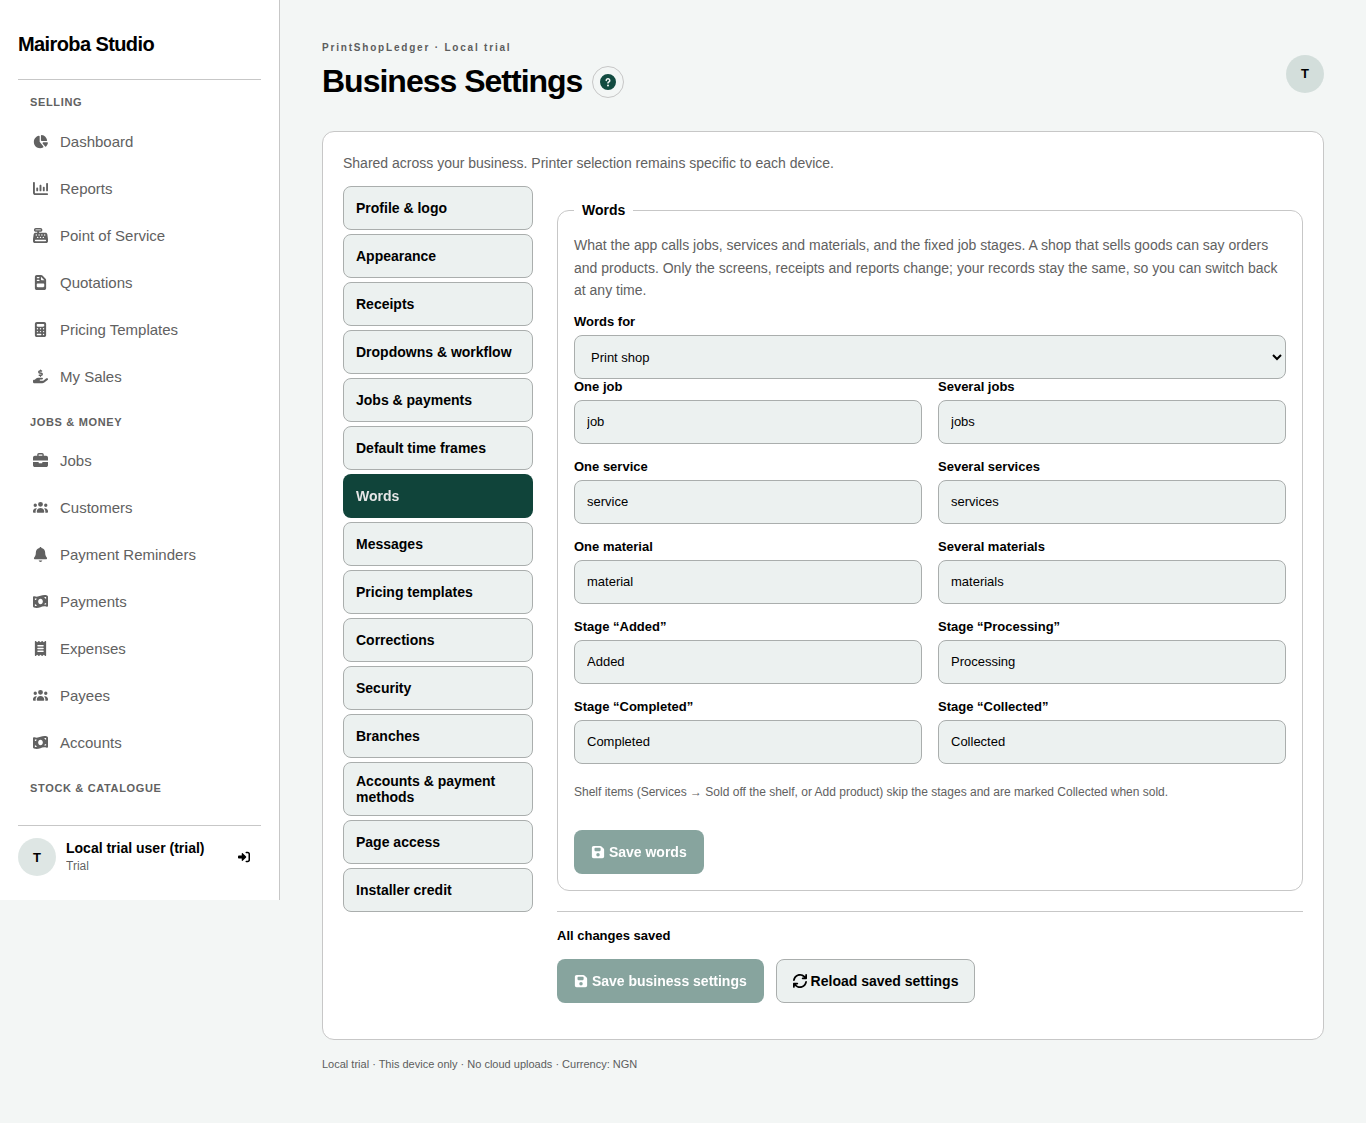 Mairoba Studio
SELLING
Dashboard
Reports
Point of Service
Quotations
Pricing Templates
My Sales
JOBS & MONEY
Jobs
Customers
Payment Reminders
Payments
Expenses
Payees
Accounts
STOCK & CATALOGUE
T
Local trial user (trial)
Trial
PrintShopLedger · Local trial
Business Settings
?
T
Shared across your business. Printer selection remains specific to each device.
Profile & logo
Appearance
Receipts
Dropdowns & workflow
Jobs & payments
Default time frames
Words
Messages
Pricing templates
Corrections
Security
Branches
Accounts & payment
methods
Page access
Installer credit
Words
What the app calls jobs, services and materials, and the fixed job stages. A shop that sells goods can say orders
and products. Only the screens, receipts and reports change; your records stay the same, so you can switch back
at any time.
Words for
Print shop
One job
Several jobs
job
jobs
One service
Several services
service
services
One material
Several materials
material
materials
Stage “Added”
Stage “Processing”
Added
Processing
Stage “Completed”
Stage “Collected”
Completed
Collected
Shelf items (Services → Sold off the shelf, or Add product) skip the stages and are marked Collected when sold.
Save words
All changes saved
Save business settings
Reload saved settings
Local trial · This device only · No cloud uploads · Currency: NGN